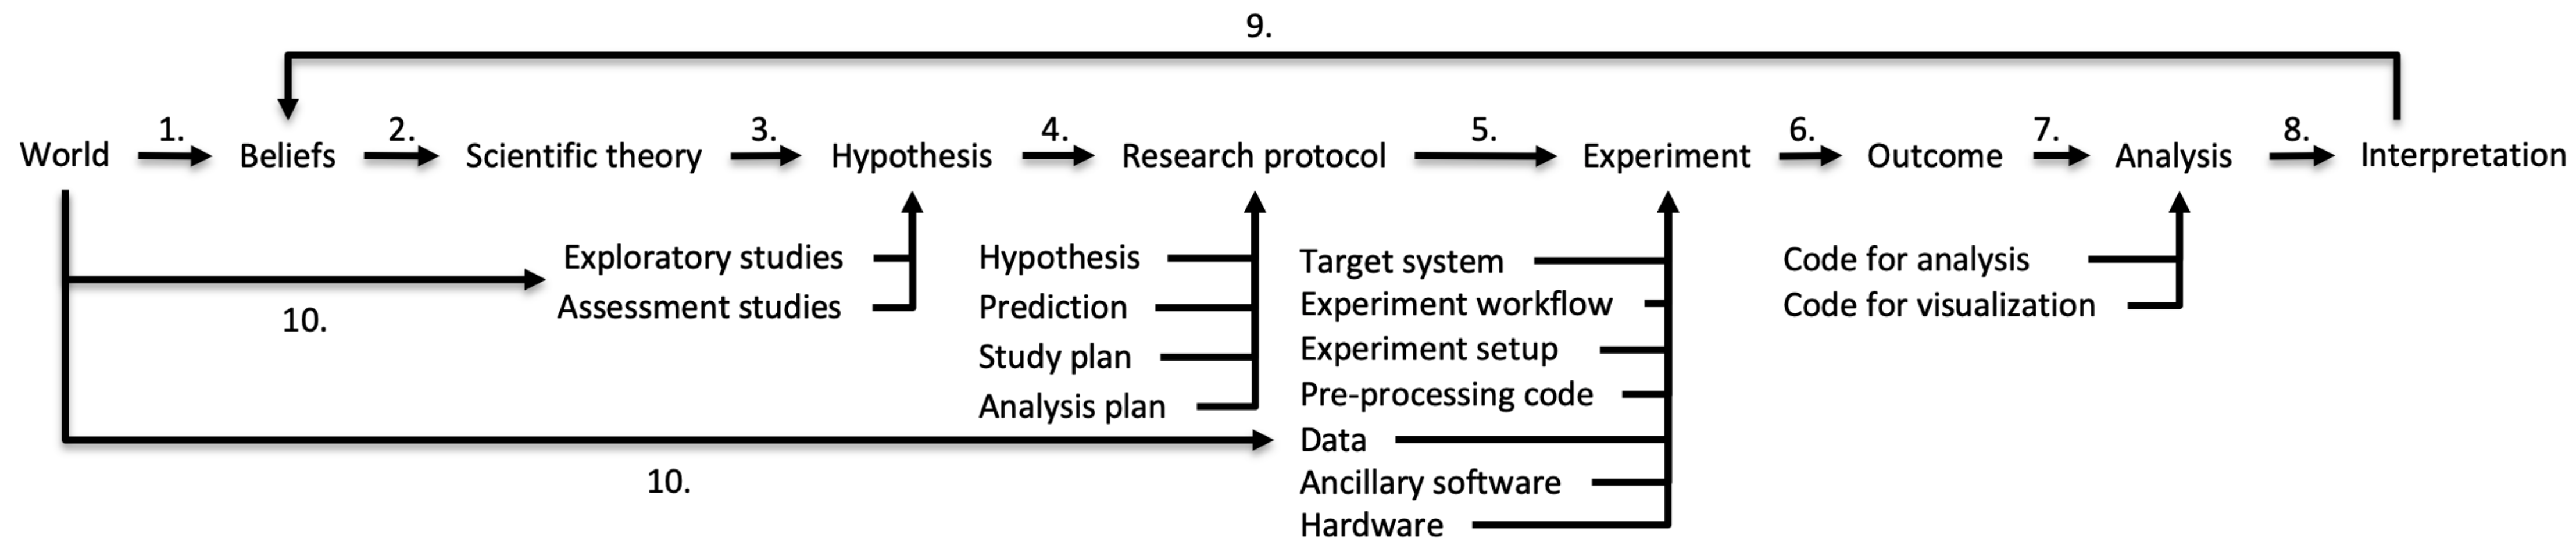 9.
1. 2. 3. 4. 5. 6. 7. 8.
World Beliefs Scientific theory Hypothesis Research protocol Experiment Outcome Analysis Interpretation
Exploratory studies
Assessment studies
10.
Hypothesis
Prediction
Study plan
Analysis plan
10.
Target system
Experiment workflow
Experiment setup
Pre-processing code
Data
Ancillary software
Hardware
Code for analysis
Code for visualization